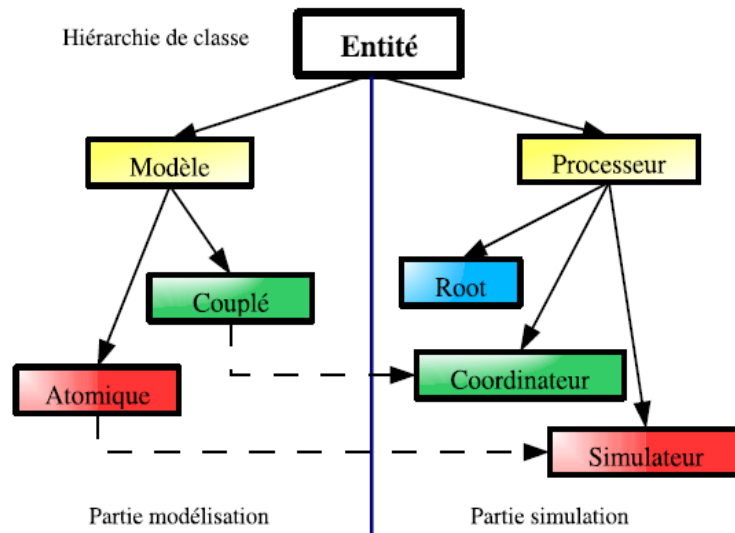 Hiérarchie de classe
Entité
Modèle
Processeur
Couplé
Root
Atomique
Coordinateur
Simulateur
Partie modélisation
Partie simulation